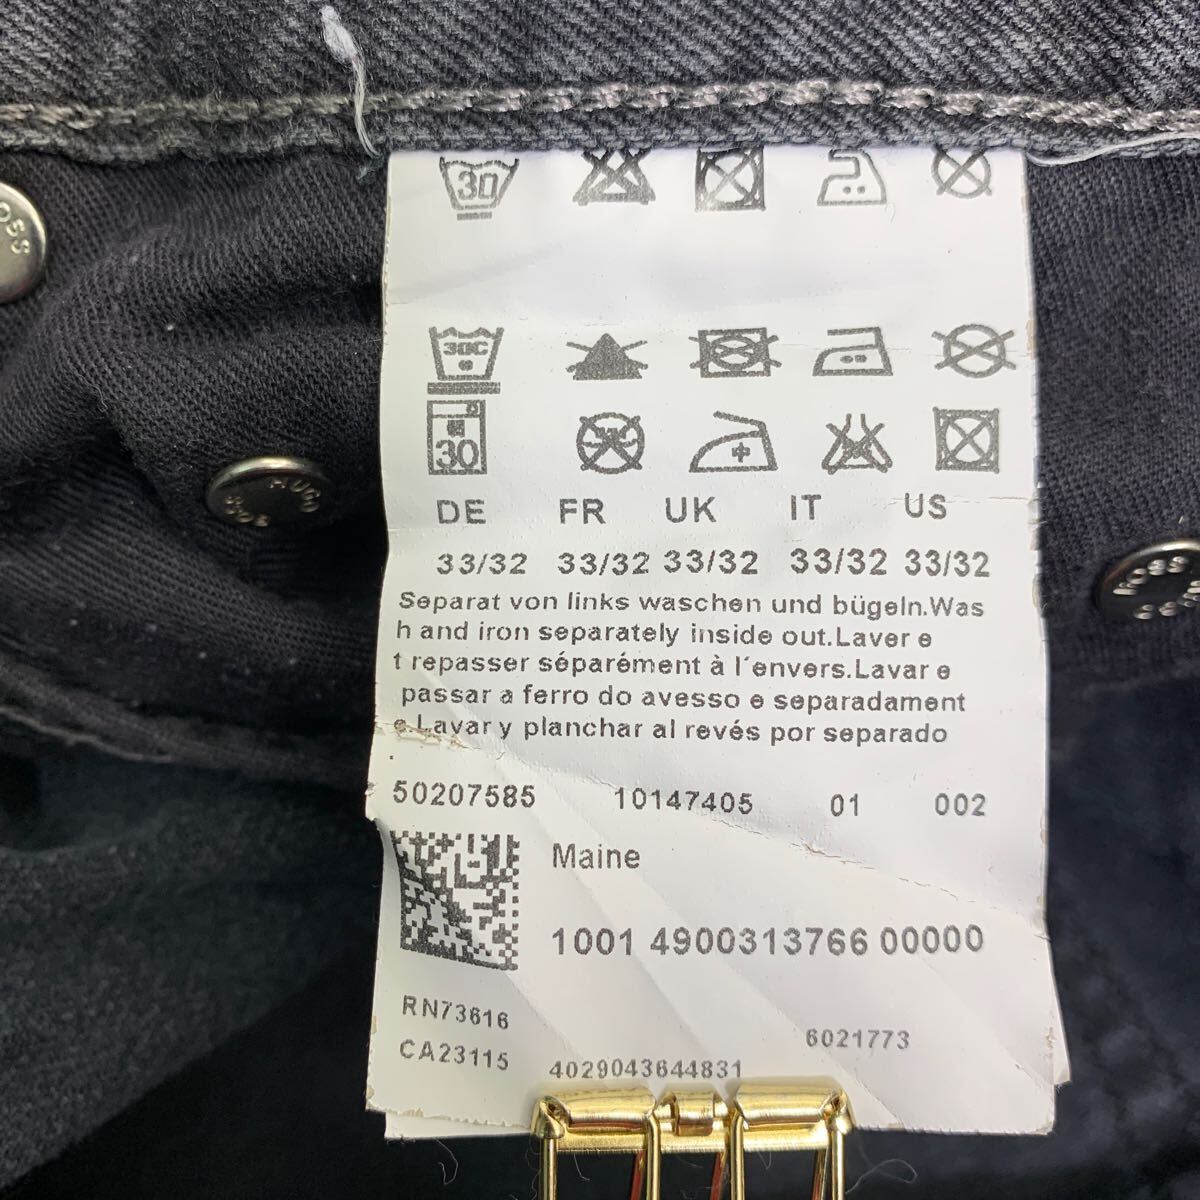 30
30C
30
DE FR UK IT US
33/32 33/32 33/32 33/32 33/32
Separat von links waschen und bügeln.Was
h and iron separately inside out.Laver e
t repasser séparément à l´envers.Lavar e
passar a ferro do avesso e separadament
e.Lavar y planchar al revés por separado
.
50207585 10147405 01 002
Maine
1001 4900313766 00000
RN73616
6021773
CA23115
4029043644831
HUGO
BOSS
BOSS